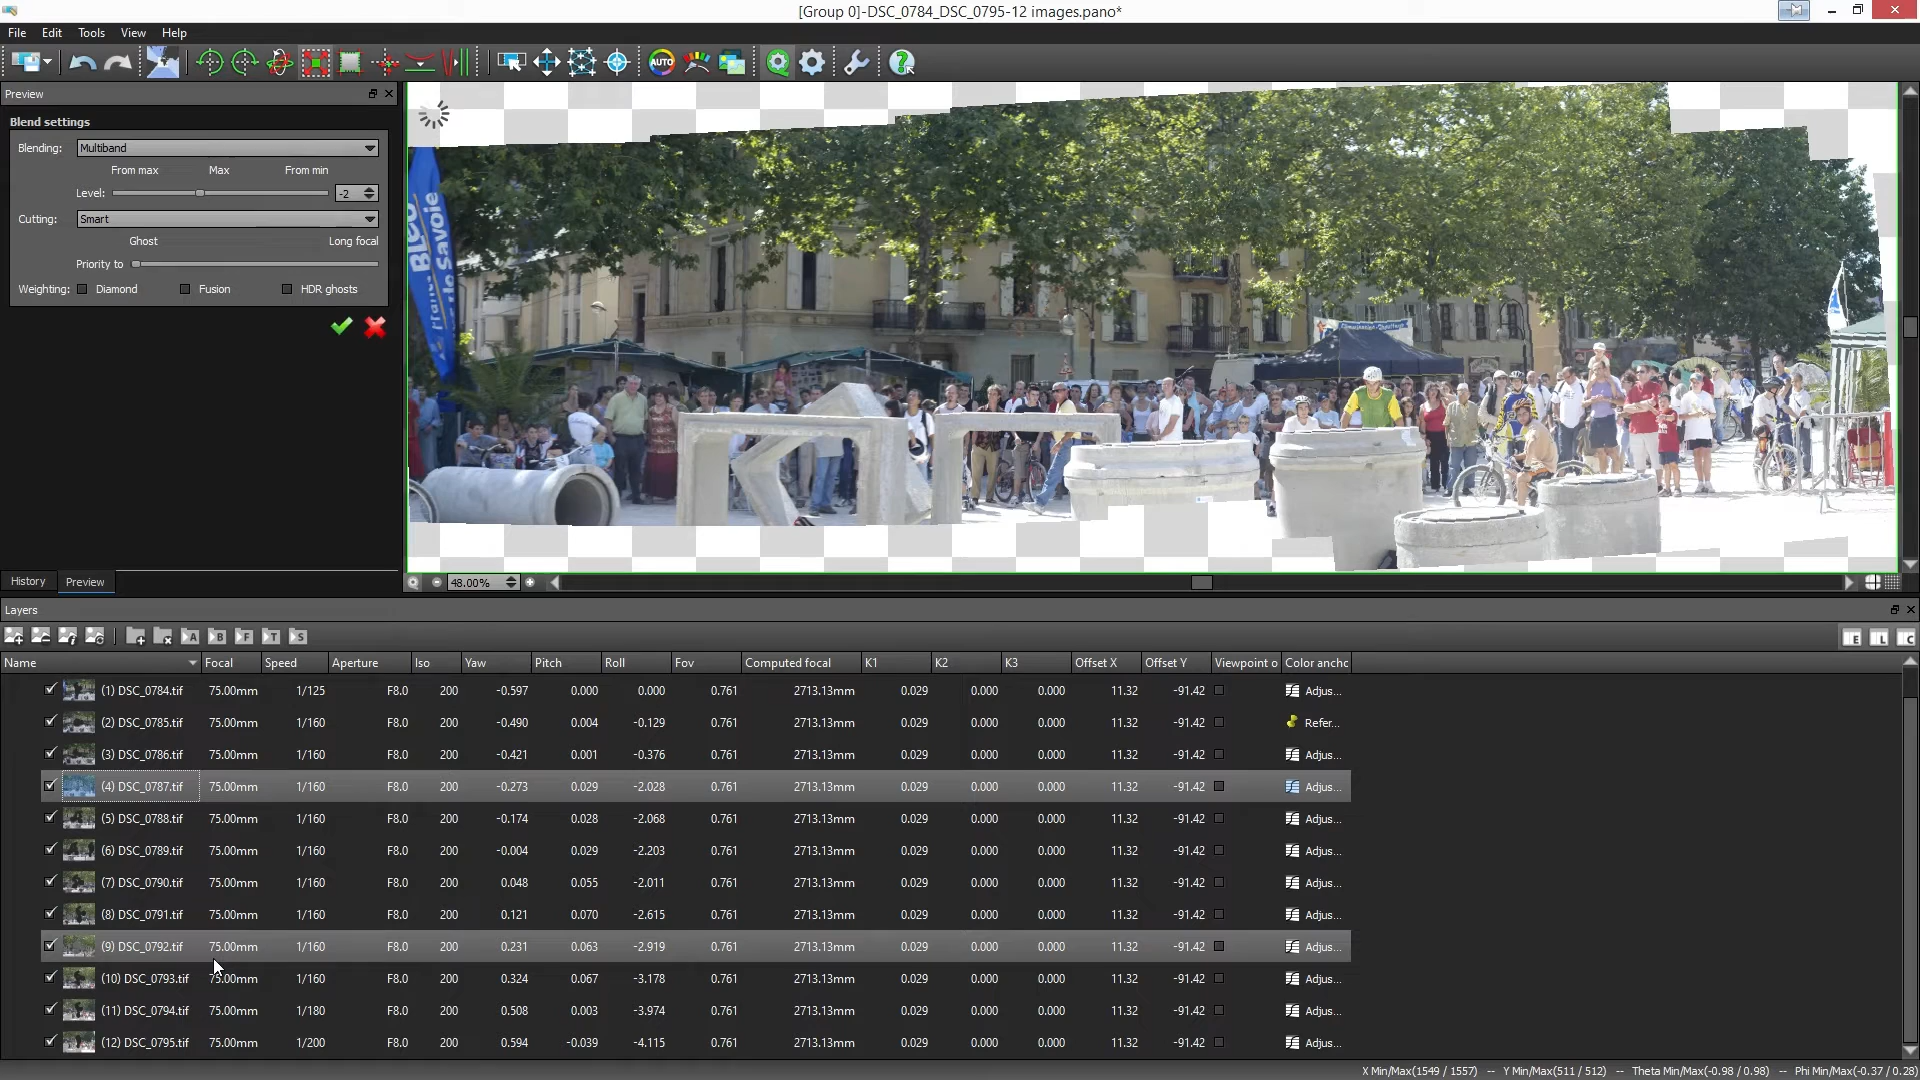 [Group 0]-DSC_0784_DSC_0795-12 images.pano*
File Edit Tools View Help
AUTO
Preview
Blend settings
Blending: Multiband
From max Max From min
Level: -2
Cutting: Smart
Ghost Long focal
Priority to
Weighting: Diamond Fusion HDR ghosts
Bleu
de Savoie
History Preview
48.00%
Layers
A B F T S
E L C
Name Focal Speed Aperture Iso Yaw Pitch Roll Fov Computed focal K1 K2 K3 Offset X Offset Y Viewpoint o Color ancho
(1) DSC_0784.tif 75.00mm 1/125 F8.0 200 -0.597 0.000 0.000 0.761 2713.13mm 0.029 0.000 0.000 11.32 -91.42 Adjus...
(2) DSC_0785.tif 75.00mm 1/160 F8.0 200 -0.490 0.004 -0.129 0.761 2713.13mm 0.029 0.000 0.000 11.32 -91.42 Refer...
(3) DSC_0786.tif 75.00mm 1/160 F8.0 200 -0.421 0.001 -0.376 0.761 2713.13mm 0.029 0.000 0.000 11.32 -91.42 Adjus...
(4) DSC_0787.tif 75.00mm 1/160 F8.0 200 -0.273 0.029 -2.028 0.761 2713.13mm 0.029 0.000 0.000 11.32 -91.42 Adjus...
(5) DSC_0788.tif 75.00mm 1/160 F8.0 200 -0.174 0.028 -2.068 0.761 2713.13mm 0.029 0.000 0.000 11.32 -91.42 Adjus...
(6) DSC_0789.tif 75.00mm 1/160 F8.0 200 -0.004 0.029 -2.203 0.761 2713.13mm 0.029 0.000 0.000 11.32 -91.42 Adjus...
(7) DSC_0790.tif 75.00mm 1/160 F8.0 200 0.048 0.055 -2.011 0.761 2713.13mm 0.029 0.000 0.000 11.32 -91.42 Adjus...
(8) DSC_0791.tif 75.00mm 1/160 F8.0 200 0.121 0.070 -2.615 0.761 2713.13mm 0.029 0.000 0.000 11.32 -91.42 Adjus...
(9) DSC_0792.tif 75.00mm 1/160 F8.0 200 0.231 0.063 -2.919 0.761 2713.13mm 0.029 0.000 0.000 11.32 -91.42 Adjus...
(10) DSC_0793.tif 75.00mm 1/160 F8.0 200 0.324 0.067 -3.178 0.761 2713.13mm 0.029 0.000 0.000 11.32 -91.42 Adjus...
(11) DSC_0794.tif 75.00mm 1/180 F8.0 200 0.508 0.003 -3.974 0.761 2713.13mm 0.029 0.000 0.000 11.32 -91.42 Adjus...
(12) DSC_0795.tif 75.00mm 1/200 F8.0 200 0.594 -0.039 -4.115 0.761 2713.13mm 0.029 0.000 0.000 11.32 -91.42 Adjus...
X Min/Max(1549 / 1557) -- Y Min/Max(511 / 512) -- Theta Min/Max(-0.98 / 0.98) -- Phi Min/Max(-0.37 / 0.28)